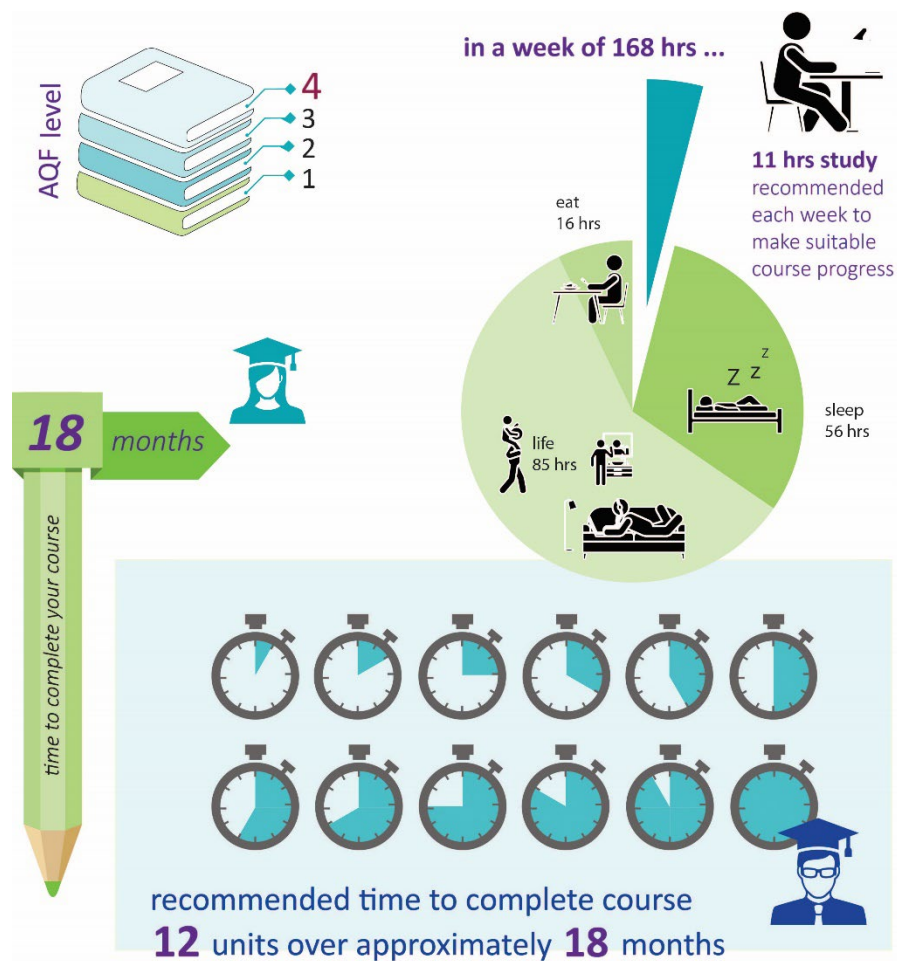 AQF level
4
3
2
1
in a week of 168 hrs ...
11 hrs study
recommended
each week to
make suitable
course progress
eat
16 hrs
z
z
Z
sleep
56 hrs
life
85 hrs
18 months
time to complete your course
recommended time to complete course
12 units over approximately 18 months